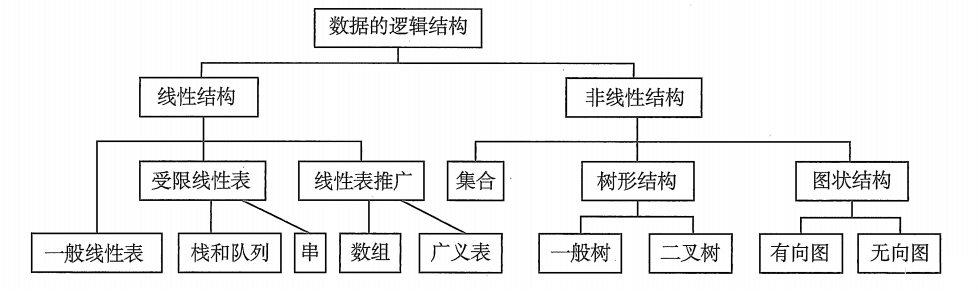 数据的逻辑结构
线性结构
非线性结构
受限线性表
线性表推广
集合
树形结构
图状结构
一般线性表
栈和队列
串
数组
广义表
一般树
二叉树
有向图
无向图